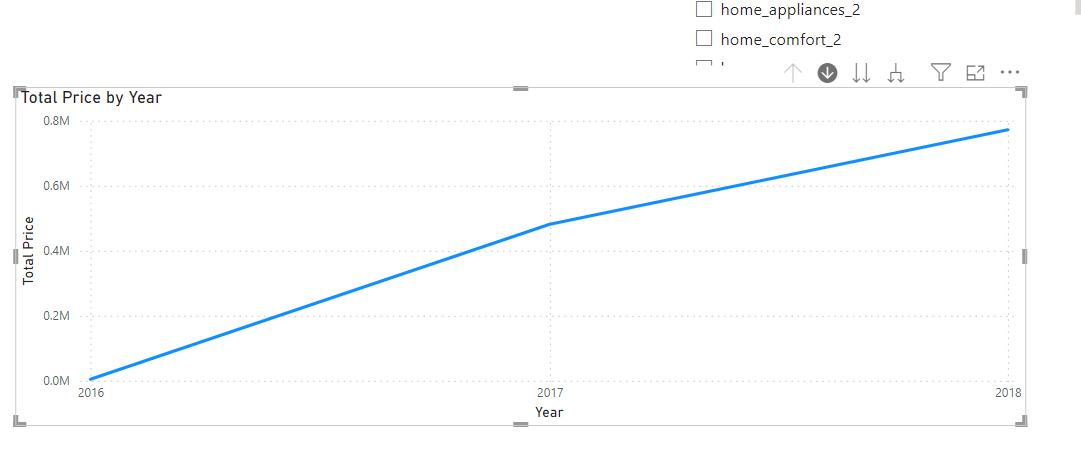 home_appliances_2
home_comfort_2
Total Price by Year
0.8M
0.6M
0.4M
0.2M
0.0M
Total Price
2016 2017 2018
Year